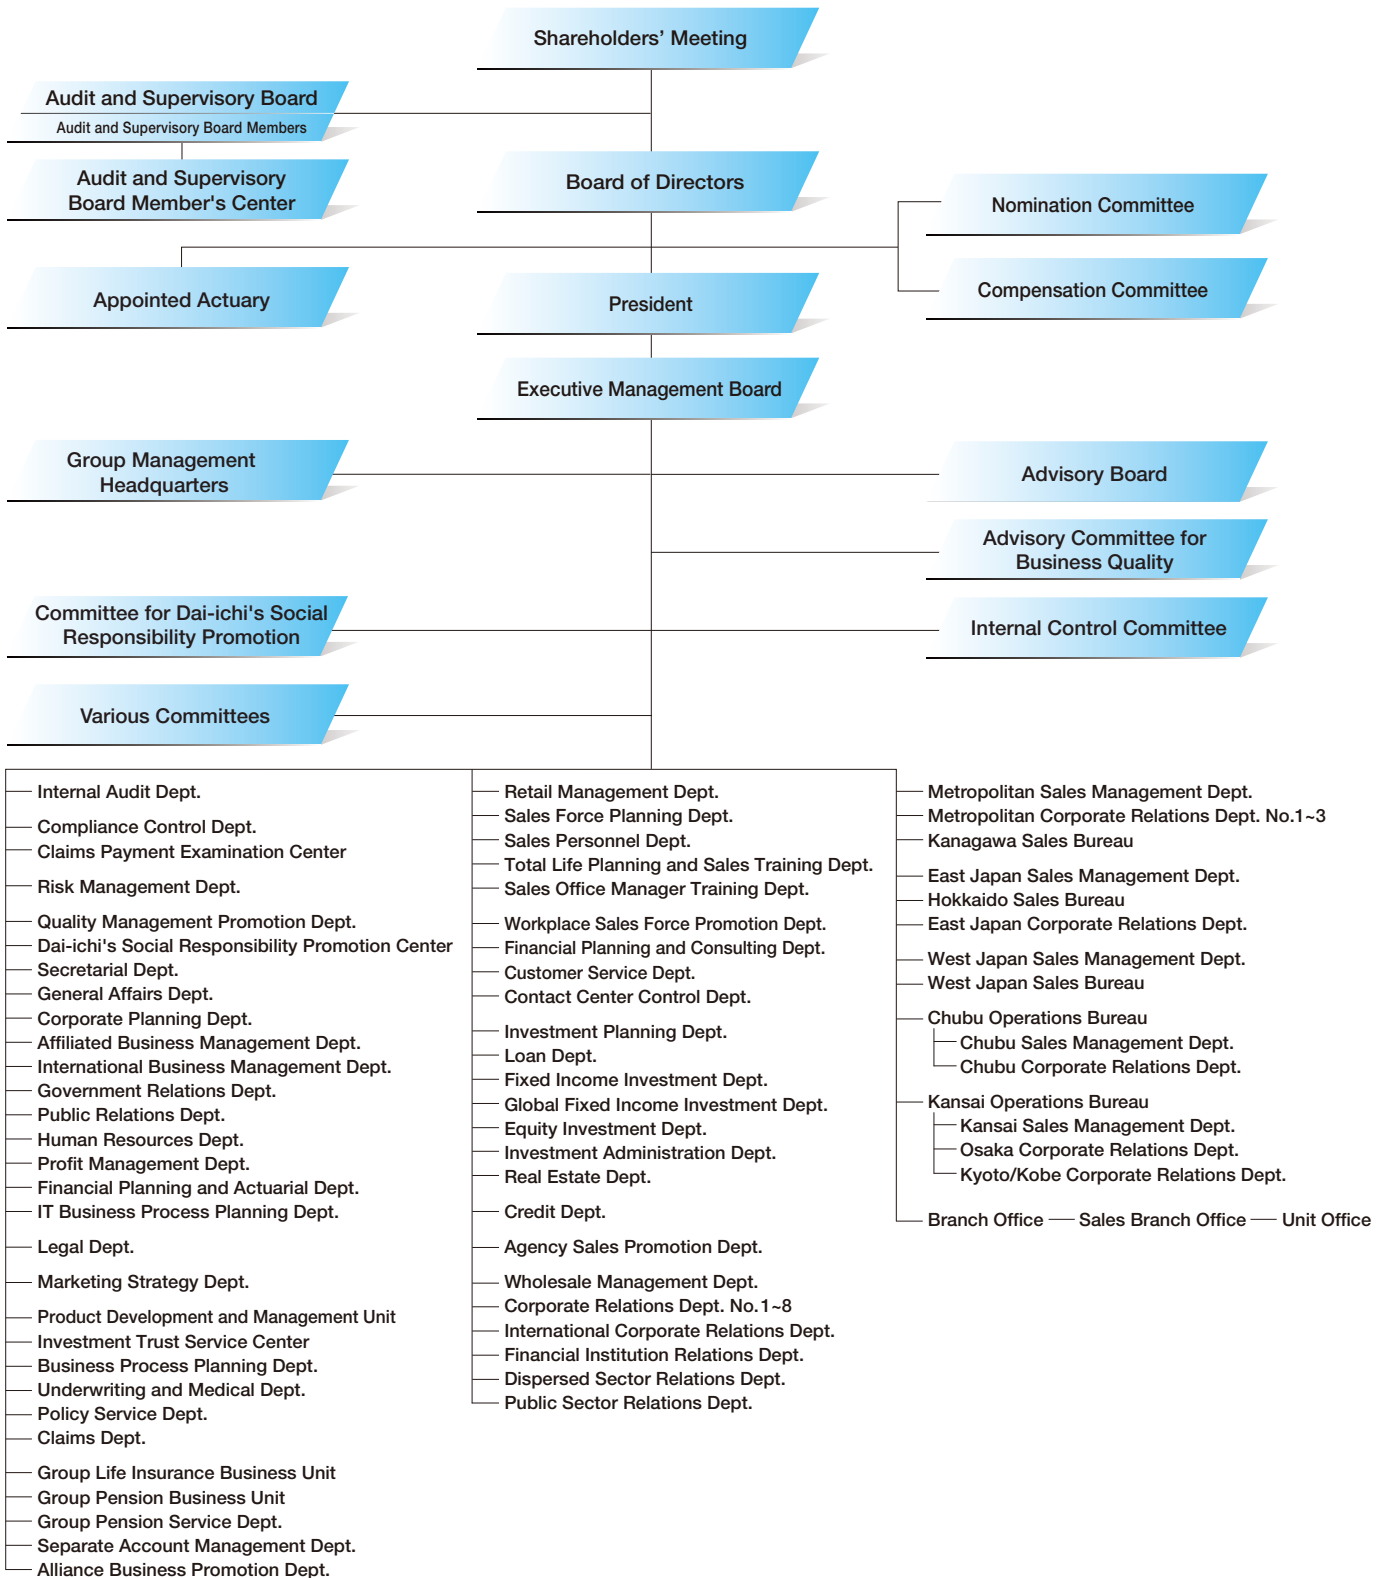 Shareholders’ Meeting
Audit and Supervisory Board
Audit and Supervisory Board Members
Audit and Supervisory
Board Member's Center
Board of Directors
Nomination Committee
Appointed Actuary
President
Compensation Committee
Executive Management Board
Group Management
Headquarters
Advisory Board
Advisory Committee for
Business Quality
Committee for Dai-ichi's Social
Responsibility Promotion
Internal Control Committee
Various Committees
Internal Audit Dept.
Compliance Control Dept.
Claims Payment Examination Center
Risk Management Dept.
Quality Management Promotion Dept.
Dai-ichi's Social Responsibility Promotion Center
Secretarial Dept.
General Affairs Dept.
Corporate Planning Dept.
Affiliated Business Management Dept.
International Business Management Dept.
Government Relations Dept.
Public Relations Dept.
Human Resources Dept.
Profit Management Dept.
Financial Planning and Actuarial Dept.
IT Business Process Planning Dept.
Legal Dept.
Marketing Strategy Dept.
Product Development and Management Unit
Investment Trust Service Center
Business Process Planning Dept.
Underwriting and Medical Dept.
Policy Service Dept.
Claims Dept.
Group Life Insurance Business Unit
Group Pension Business Unit
Group Pension Service Dept.
Separate Account Management Dept.
Alliance Business Promotion Dept.
Retail Management Dept.
Sales Force Planning Dept.
Sales Personnel Dept.
Total Life Planning and Sales Training Dept.
Sales Office Manager Training Dept.
Workplace Sales Force Promotion Dept.
Financial Planning and Consulting Dept.
Customer Service Dept.
Contact Center Control Dept.
Investment Planning Dept.
Loan Dept.
Fixed Income Investment Dept.
Global Fixed Income Investment Dept.
Equity Investment Dept.
Investment Administration Dept.
Real Estate Dept.
Credit Dept.
Agency Sales Promotion Dept.
Wholesale Management Dept.
Corporate Relations Dept. No.1~8
International Corporate Relations Dept.
Financial Institution Relations Dept.
Dispersed Sector Relations Dept.
Public Sector Relations Dept.
Metropolitan Sales Management Dept.
Metropolitan Corporate Relations Dept. No.1~3
Kanagawa Sales Bureau
East Japan Sales Management Dept.
Hokkaido Sales Bureau
East Japan Corporate Relations Dept.
West Japan Sales Management Dept.
West Japan Sales Bureau
Chubu Operations Bureau
Chubu Sales Management Dept.
Chubu Corporate Relations Dept.
Kansai Operations Bureau
Kansai Sales Management Dept.
Osaka Corporate Relations Dept.
Kyoto/Kobe Corporate Relations Dept.
Branch Office Sales Branch Office Unit Office